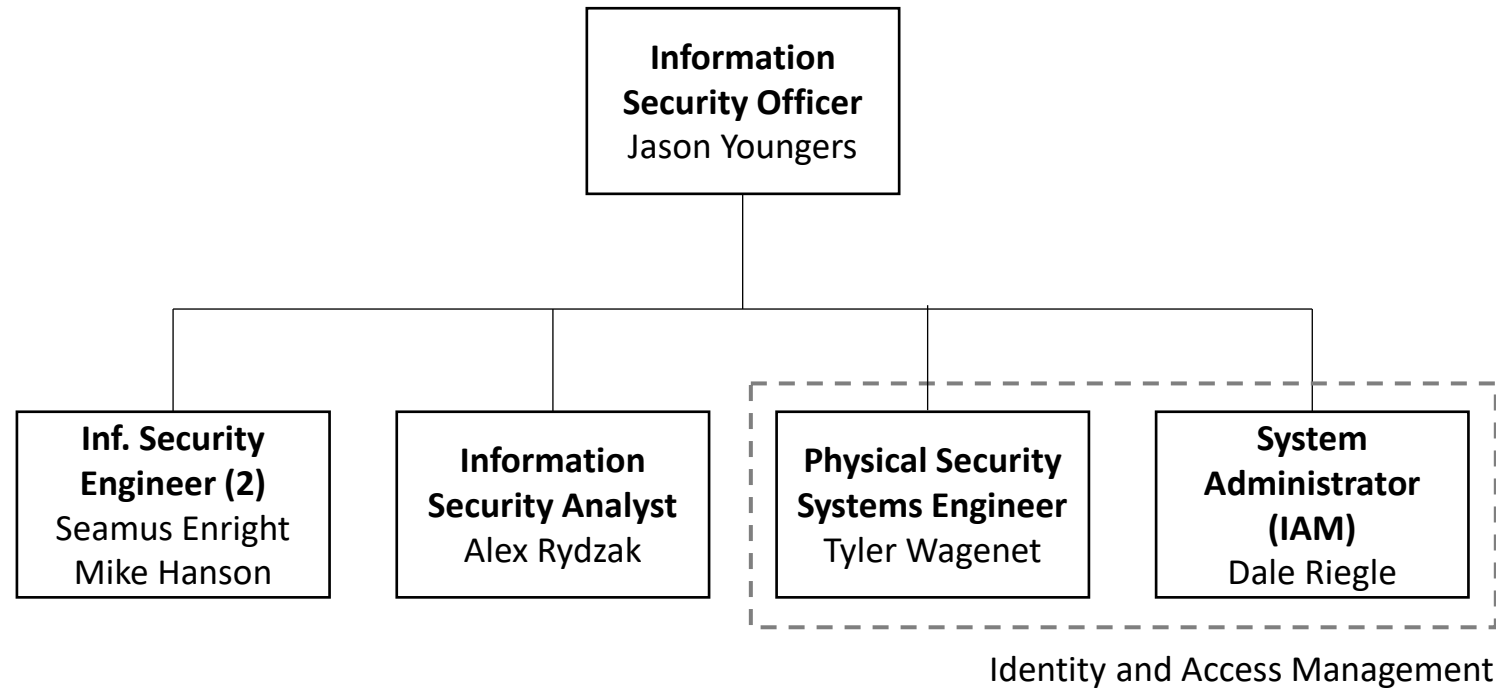 Information
Security Officer
Jason Youngers
Inf. Security
Engineer (2)
Seamus Enright
Mike Hanson
Information
Security Analyst
Alex Rydzak
Physical Security
Systems Engineer
Tyler Wagenet
System
Administrator
(IAM)
Dale Riegle
Identity and Access Management